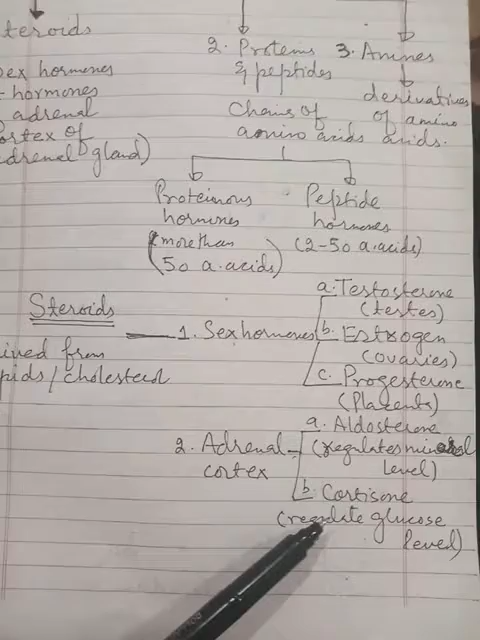 teroids
2. Proteins 3. Amines
& peptides
ex hormones
hormones
adrenal
ortex of
drenal gland)
Chains of
amino acids
derivatives
of amino
acids.
Proteinous
hormones
(more than
50 a.acids)
Peptide
hormones
(2-50 a.acids)
Steroids
ived from
pids/cholesterol
1. Sex hormones
a. Testosterone
(testes)
b. Estrogen
(ovaries)
c. Progesterone
(Placenta)
2. Adrenal
cortex
a. Aldosterone
(regulates mineral
level)
b. Cortisone
(regulate glucose
level)